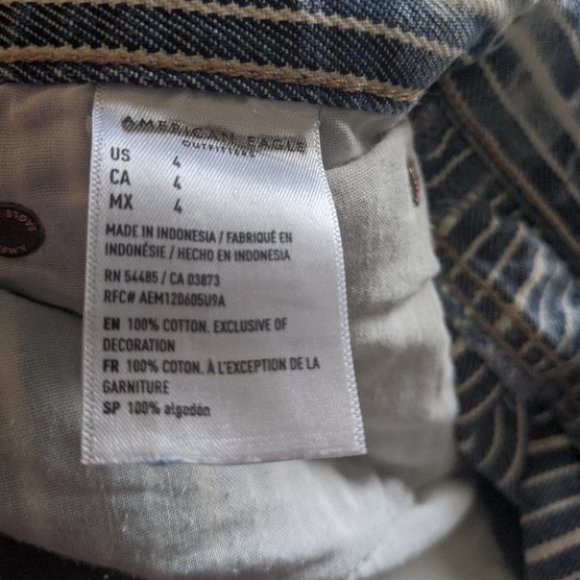 AMERICAN EAGLE
OUTFITTERS
US 4
CA 4
MX 4
MADE IN INDONESIA / FABRIQUÉ EN
INDONÉSIE / HECHO EN INDONESIA
RN 54485 / CA 03873
RFC# AEM120605U9A
EN 100% COTTON. EXCLUSIVE OF
DECORATION
FR 100% COTON. À L'EXCEPTION DE LA
GARNITURE
SP 100% algodón
AME
EAGLE